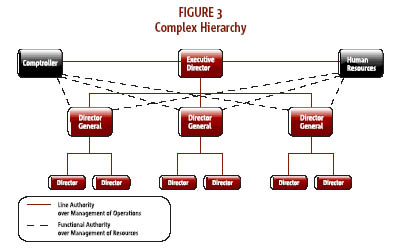 FIGURE 3
Complex Hierarchy
Comptroller
Executive
Director
Human
Resources
Director
General
Director
General
Director
General
Director
Director
Director
Director
Director
Director
Line Authority
over Management of Operations
Functional Authority
over Management of Resources